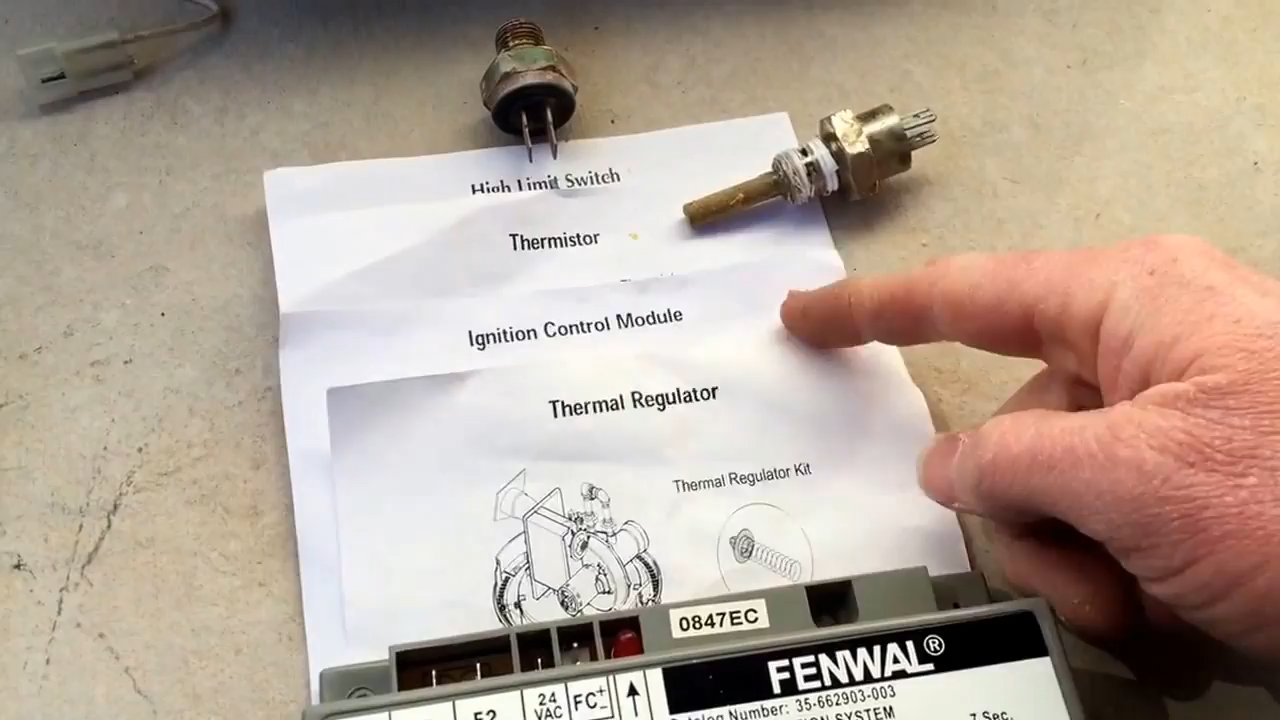 High Limit Switch
Thermistor
Ignition Control Module
Thermal Regulator
Thermal Regulator Kit
0847EC
FENWAL®
24
VAC
FC+-
Catalog Number: 35-662903-003
SYSTEM
7 Sec.